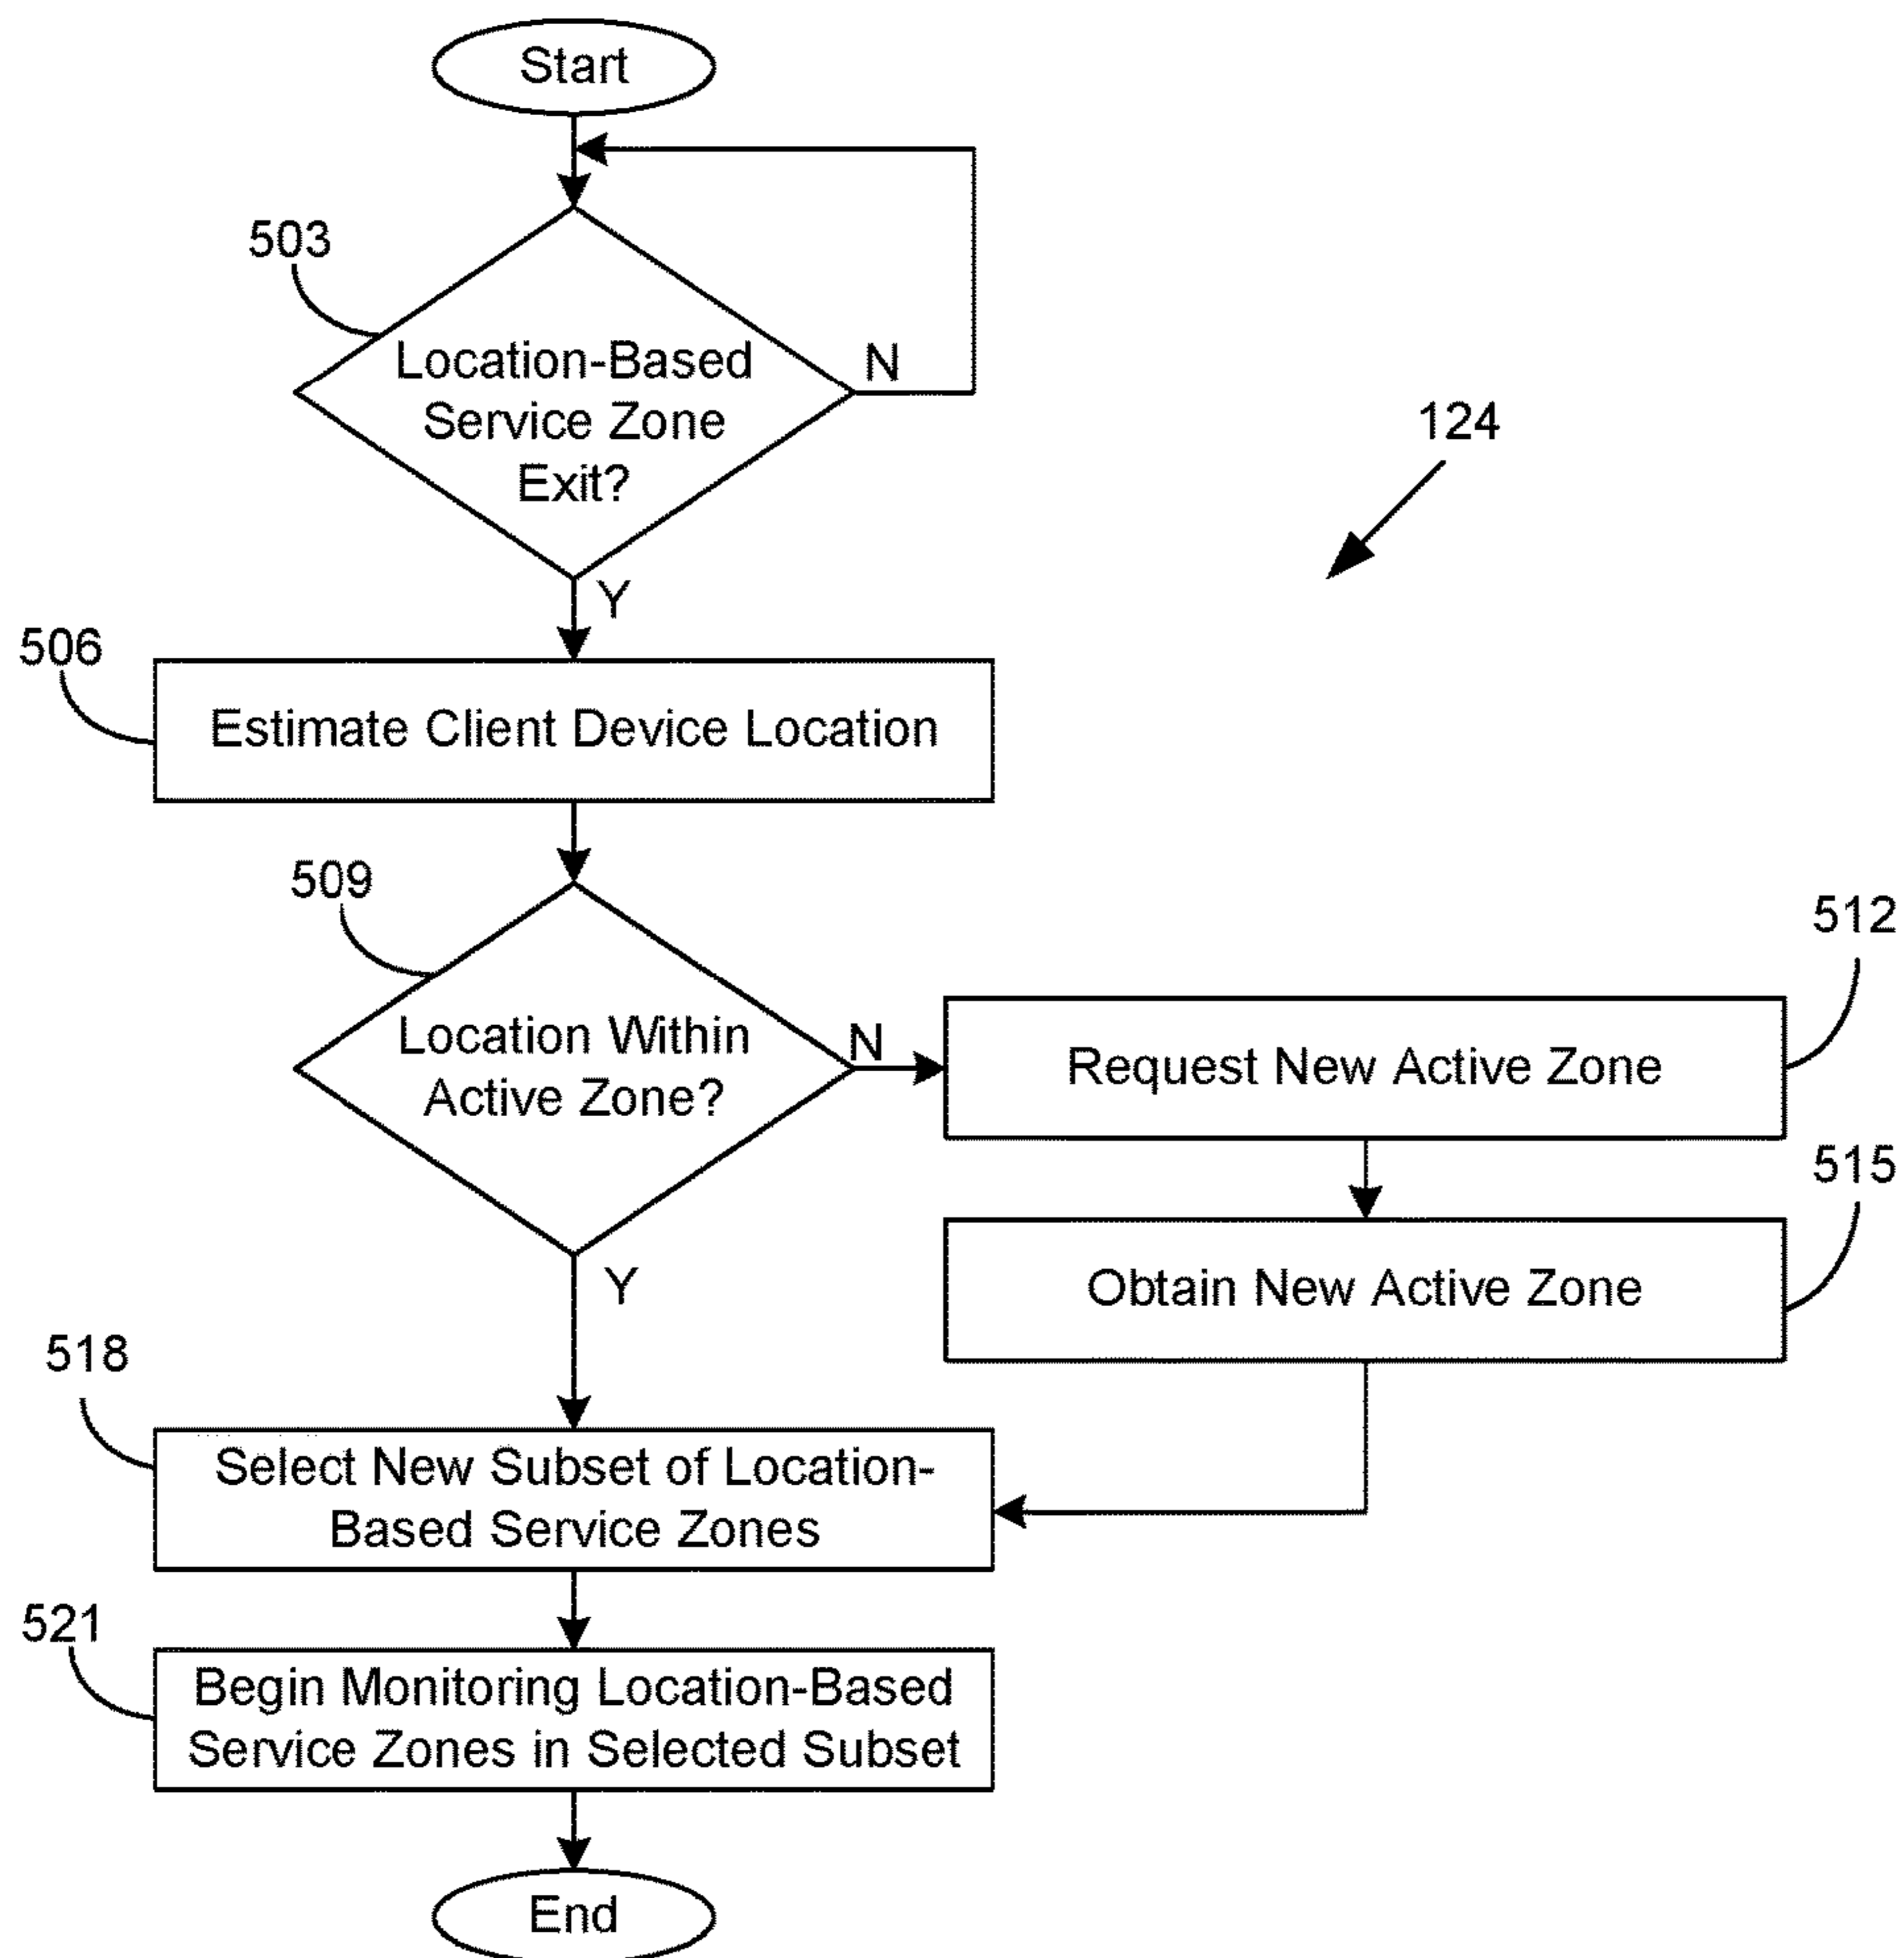 Start
503
Location-Based
Service Zone
Exit?
N
124
Y
506
Estimate Client Device Location
509
512
Location Within
Active Zone?
N
Request New Active Zone
515
Y
Obtain New Active Zone
518
Select New Subset of Location-
Based Service Zones
521
Begin Monitoring Location-Based
Service Zones in Selected Subset
End